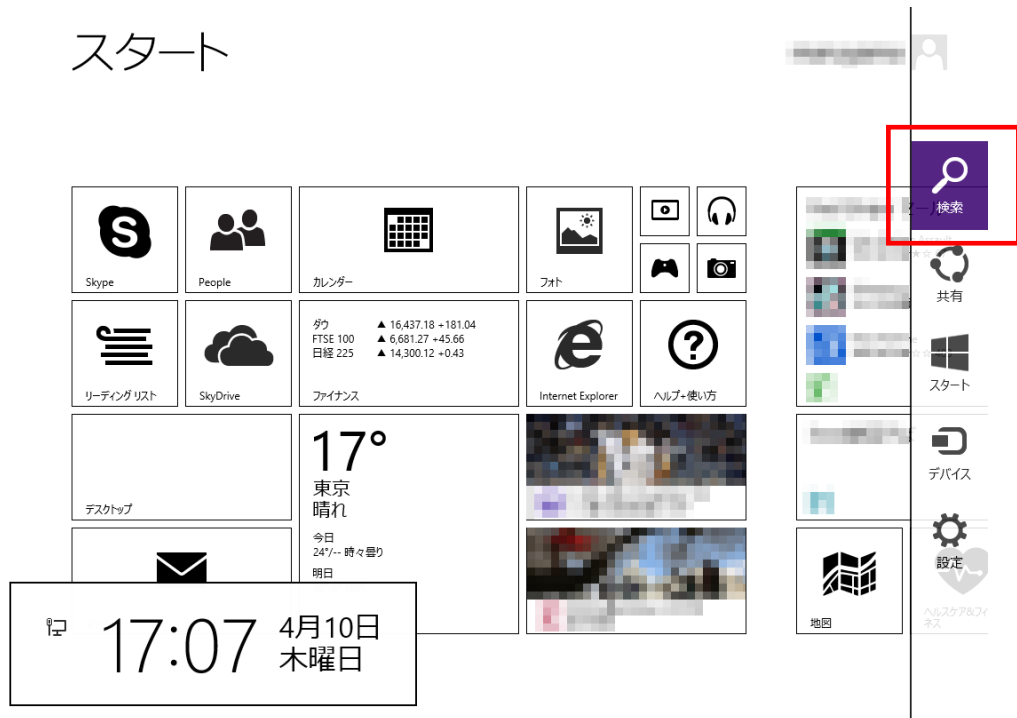 スタート
Skype
People
カレンダー
フォト
リーディング リスト
SkyDrive
ダウ ▲ 16,437.18 +181.04
FTSE 100 ▲ 6,681.27 +45.66
日経 225 ▲ 14,300.12 +0.43
ファイナンス
Internet Explorer
ヘルプ+使い方
デスクトップ
17°
東京
晴れ
今日
24°/-- 時々曇り
明日
地図
検索
共有
スタート
デバイス
設定
ヘルスケア&フィ
ネス
17:07
4月10日
木曜日